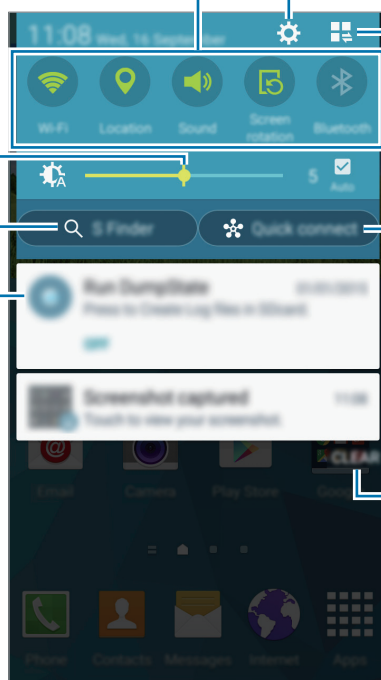 11:08 Wed, 16 September
Wi-Fi
Location
Sound
Screen
rotation
Bluetooth
A
5
Auto
S Finder
Quick connect
Run DumpState
01/01/2015
Press to Create Log files in SDcard.
OFF
Screenshot captured
11:08
Touch to view your screenshot.
CLEAR
@
Email
Camera
Play Store
Google
Phone
Contacts
Messages
Internet
Apps